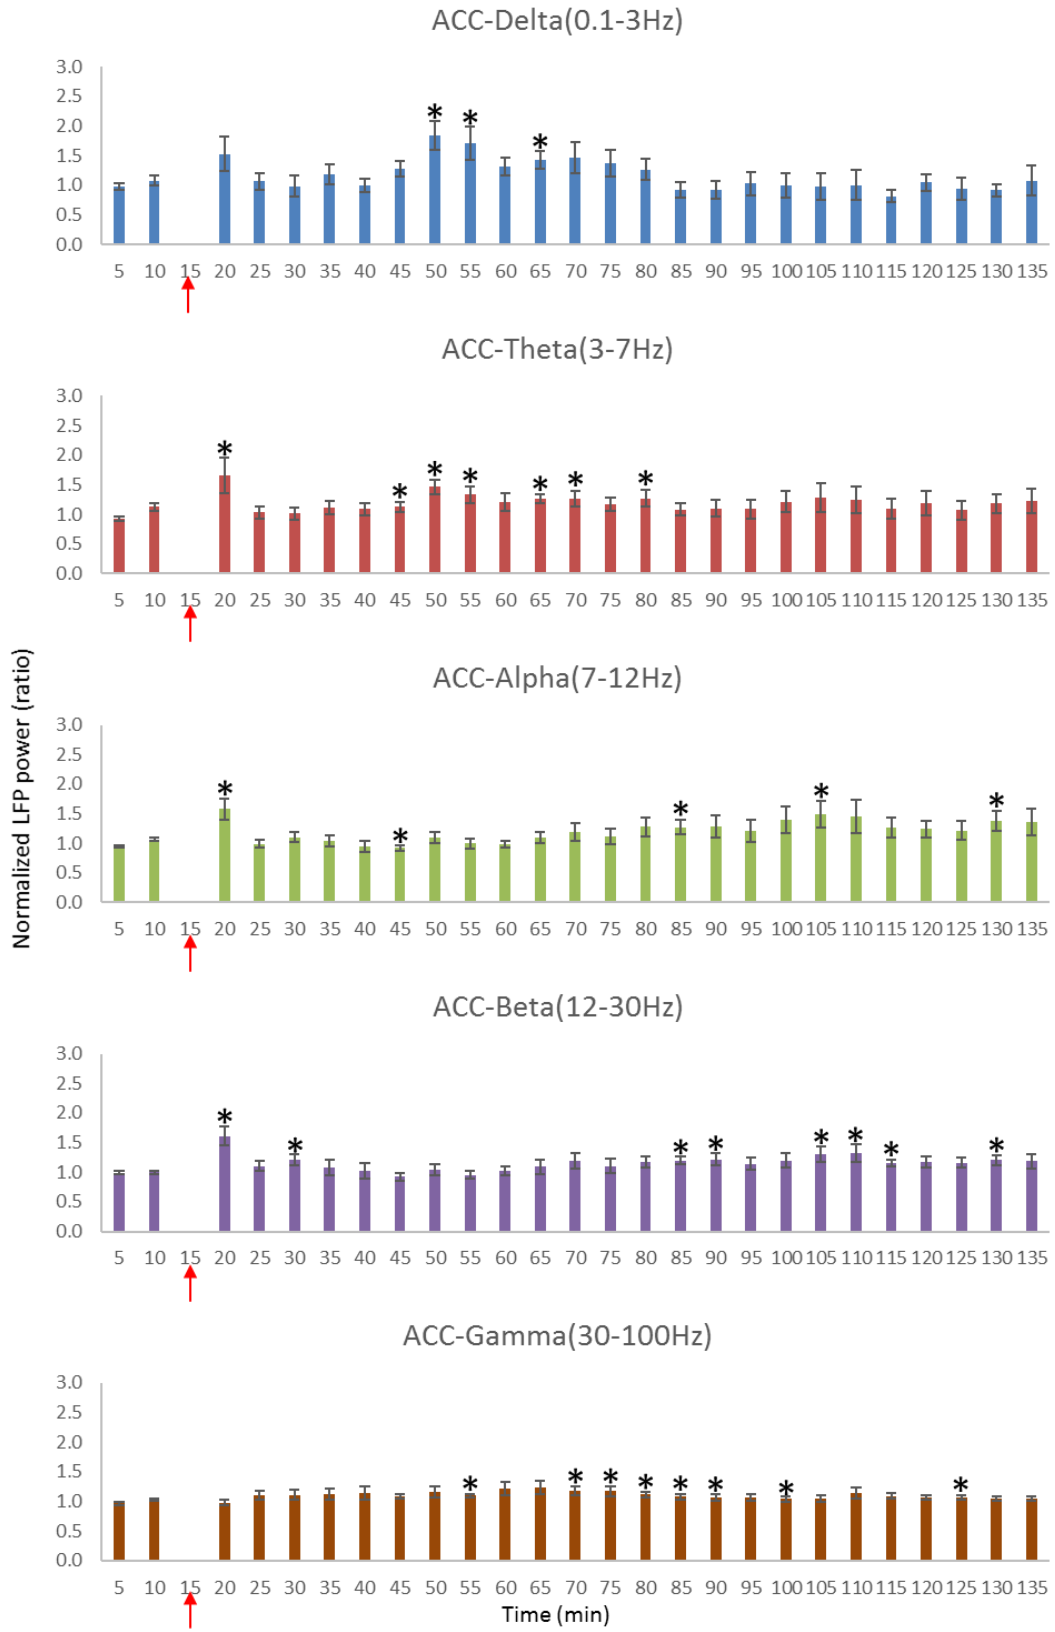 ACC-Delta(0.1-3Hz)
3.0
2.5
2.0
1.5
1.0
0.5
0.0
* * *
5 10 15 20 25 30 35 40 45 50 55 60 65 70 75 80 85 90 95 100 105 110 115 120 125 130 135
ACC-Theta(3-7Hz)
3.0
2.5
2.0
1.5
1.0
0.5
0.0
* * * * * * *
5 10 15 20 25 30 35 40 45 50 55 60 65 70 75 80 85 90 95 100 105 110 115 120 125 130 135
Normalized LFP power (ratio)
ACC-Alpha(7-12Hz)
3.0
2.5
2.0
1.5
1.0
0.5
0.0
* * * * *
5 10 15 20 25 30 35 40 45 50 55 60 65 70 75 80 85 90 95 100 105 110 115 120 125 130 135
ACC-Beta(12-30Hz)
3.0
2.5
2.0
1.5
1.0
0.5
0.0
* * * * * * * *
5 10 15 20 25 30 35 40 45 50 55 60 65 70 75 80 85 90 95 100 105 110 115 120 125 130 135
ACC-Gamma(30-100Hz)
3.0
2.5
2.0
1.5
1.0
0.5
0.0
* * * * * * * *
5 10 15 20 25 30 35 40 45 50 55 60 65 70 75 80 85 90 95 100 105 110 115 120 125 130 135
Time (min)